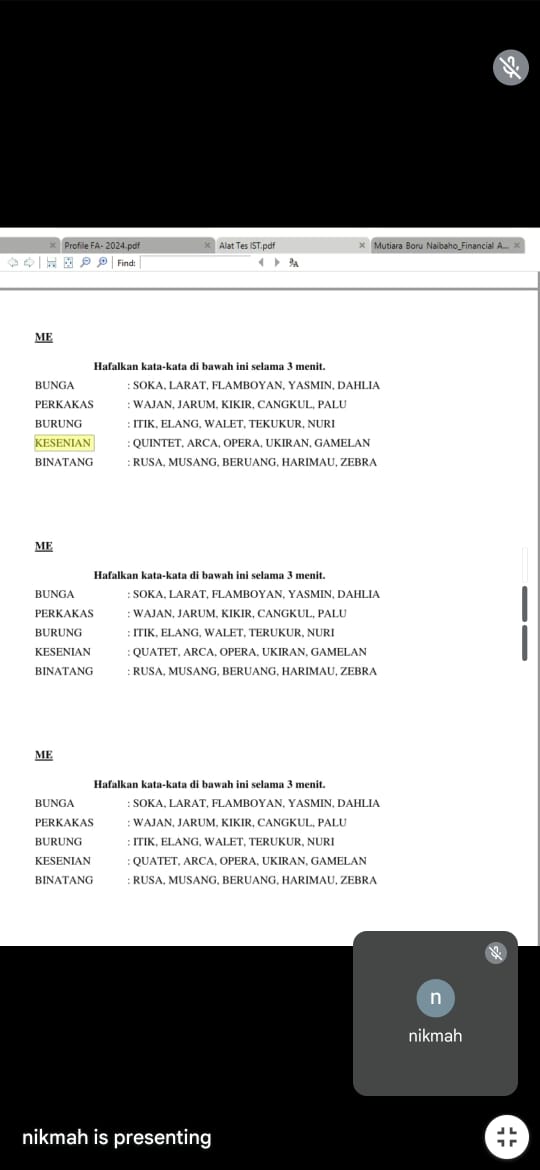 Profile FA- 2024.pdf
Alat Tes IST.pdf
Mutiara Boru Naibaho_Financial A...
Find:
ME
Hafalkan kata-kata di bawah ini selama 3 menit.
BUNGA : SOKA, LARAT, FLAMBOYAN, YASMIN, DAHLIA
PERKAKAS : WAJAN, JARUM, KIKIR, CANGKUL, PALU
BURUNG : ITIK, ELANG, WALET, TEKUKUR, NURI
KESENIAN : QUINTET, ARCA, OPERA, UKIRAN, GAMELAN
BINATANG : RUSA, MUSANG, BERUANG, HARIMAU, ZEBRA
ME
Hafalkan kata-kata di bawah ini selama 3 menit.
BUNGA : SOKA, LARAT, FLAMBOYAN, YASMIN, DAHLIA
PERKAKAS : WAJAN, JARUM, KIKIR, CANGKUL, PALU
BURUNG : ITIK, ELANG, WALET, TERUKUR, NURI
KESENIAN : QUATET, ARCA, OPERA, UKIRAN, GAMELAN
BINATANG : RUSA, MUSANG, BERUANG, HARIMAU, ZEBRA
ME
Hafalkan kata-kata di bawah ini selama 3 menit.
BUNGA : SOKA, LARAT, FLAMBOYAN, YASMIN, DAHLIA
PERKAKAS : WAJAN, JARUM, KIKIR, CANGKUL, PALU
BURUNG : ITIK, ELANG, WALET, TERUKUR, NURI
KESENIAN : QUATET, ARCA, OPERA, UKIRAN, GAMELAN
BINATANG : RUSA, MUSANG, BERUANG, HARIMAU, ZEBRA
n
nikmah
nikmah is presenting